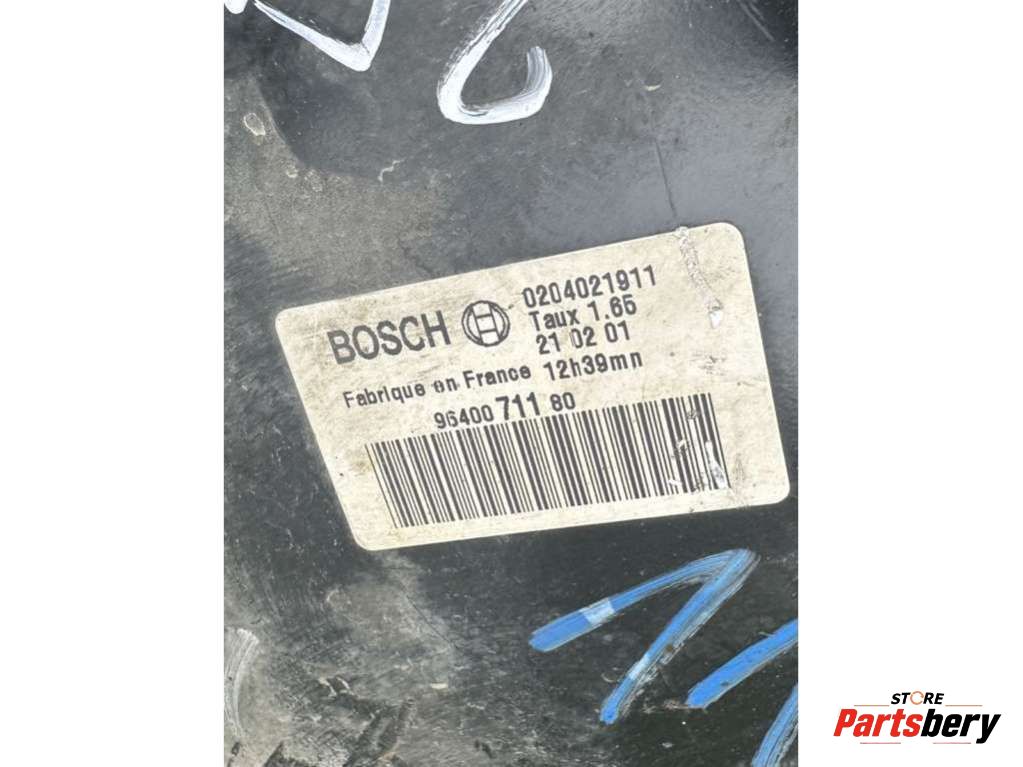 BOSCH
0204021911
Taux 1.65
21 02 01
Fabrique en France 12h39mn
96400 711 80
STORE
Partsbery